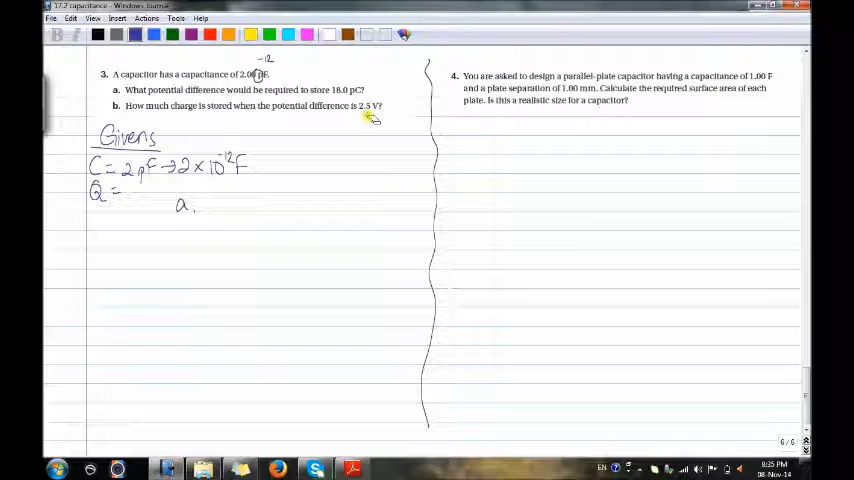 17.2 capacitance - Windows Journal
File Edit View Insert Actions Tools Help
-12
3. A capacitor has a capacitance of 2.00 pF.
a. What potential difference would be required to store 18.0 pC?
b. How much charge is stored when the potential difference is 2.5 V?
Givens
C = 2 pF → 2 × 10⁻¹² F
Q =
a.
4. You are asked to design a parallel-plate capacitor having a capacitance of 1.00 F
and a plate separation of 1.00 mm. Calculate the required surface area of each
plate. Is this a realistic size for a capacitor?
6 / 6
EN
8:35 PM
08-Nov-14